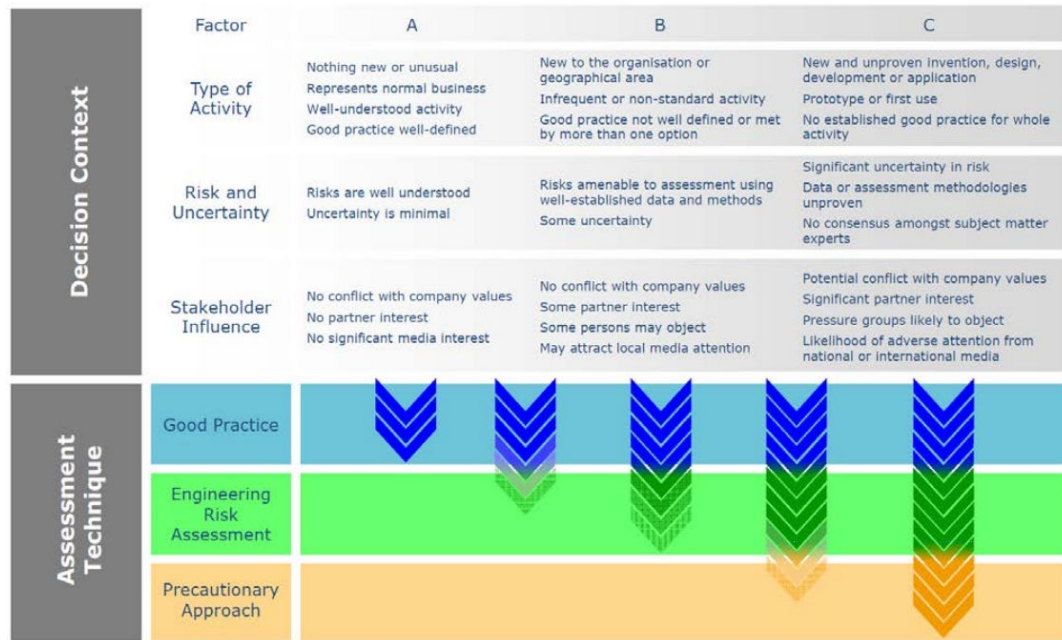 Decision Context
Factor
A
B
C
Type of
Activity
Nothing new or unusual
Represents normal business
Well-understood activity
Good practice well-defined
New to the organisation or
geographical area
Infrequent or non-standard activity
Good practice not well defined or met
by more than one option
New and unproven invention, design,
development or application
Prototype or first use
No established good practice for whole
activity
Risk and
Uncertainty
Risks are well understood
Uncertainty is minimal
Risks amenable to assessment using
well-established data and methods
Some uncertainty
Significant uncertainty in risk
Data or assessment methodologies
unproven
No consensus amongst subject matter
experts
Stakeholder
Influence
No conflict with company values
No partner interest
No significant media interest
No conflict with company values
Some partner interest
Some persons may object
May attract local media attention
Potential conflict with company values
Significant partner interest
Pressure groups likely to object
Likelihood of adverse attention from
national or international media
Assessment
Technique
Good Practice
Engineering
Risk
Assessment
Precautionary
Approach